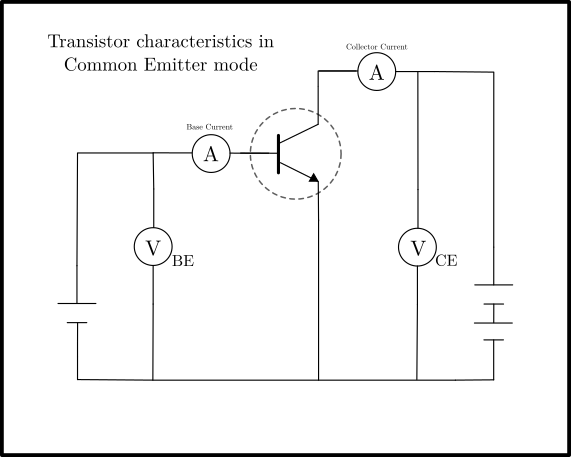 Transistor characteristics in
Common Emitter mode
Collector Current
A
Base Current
A
V
BE
V
CE